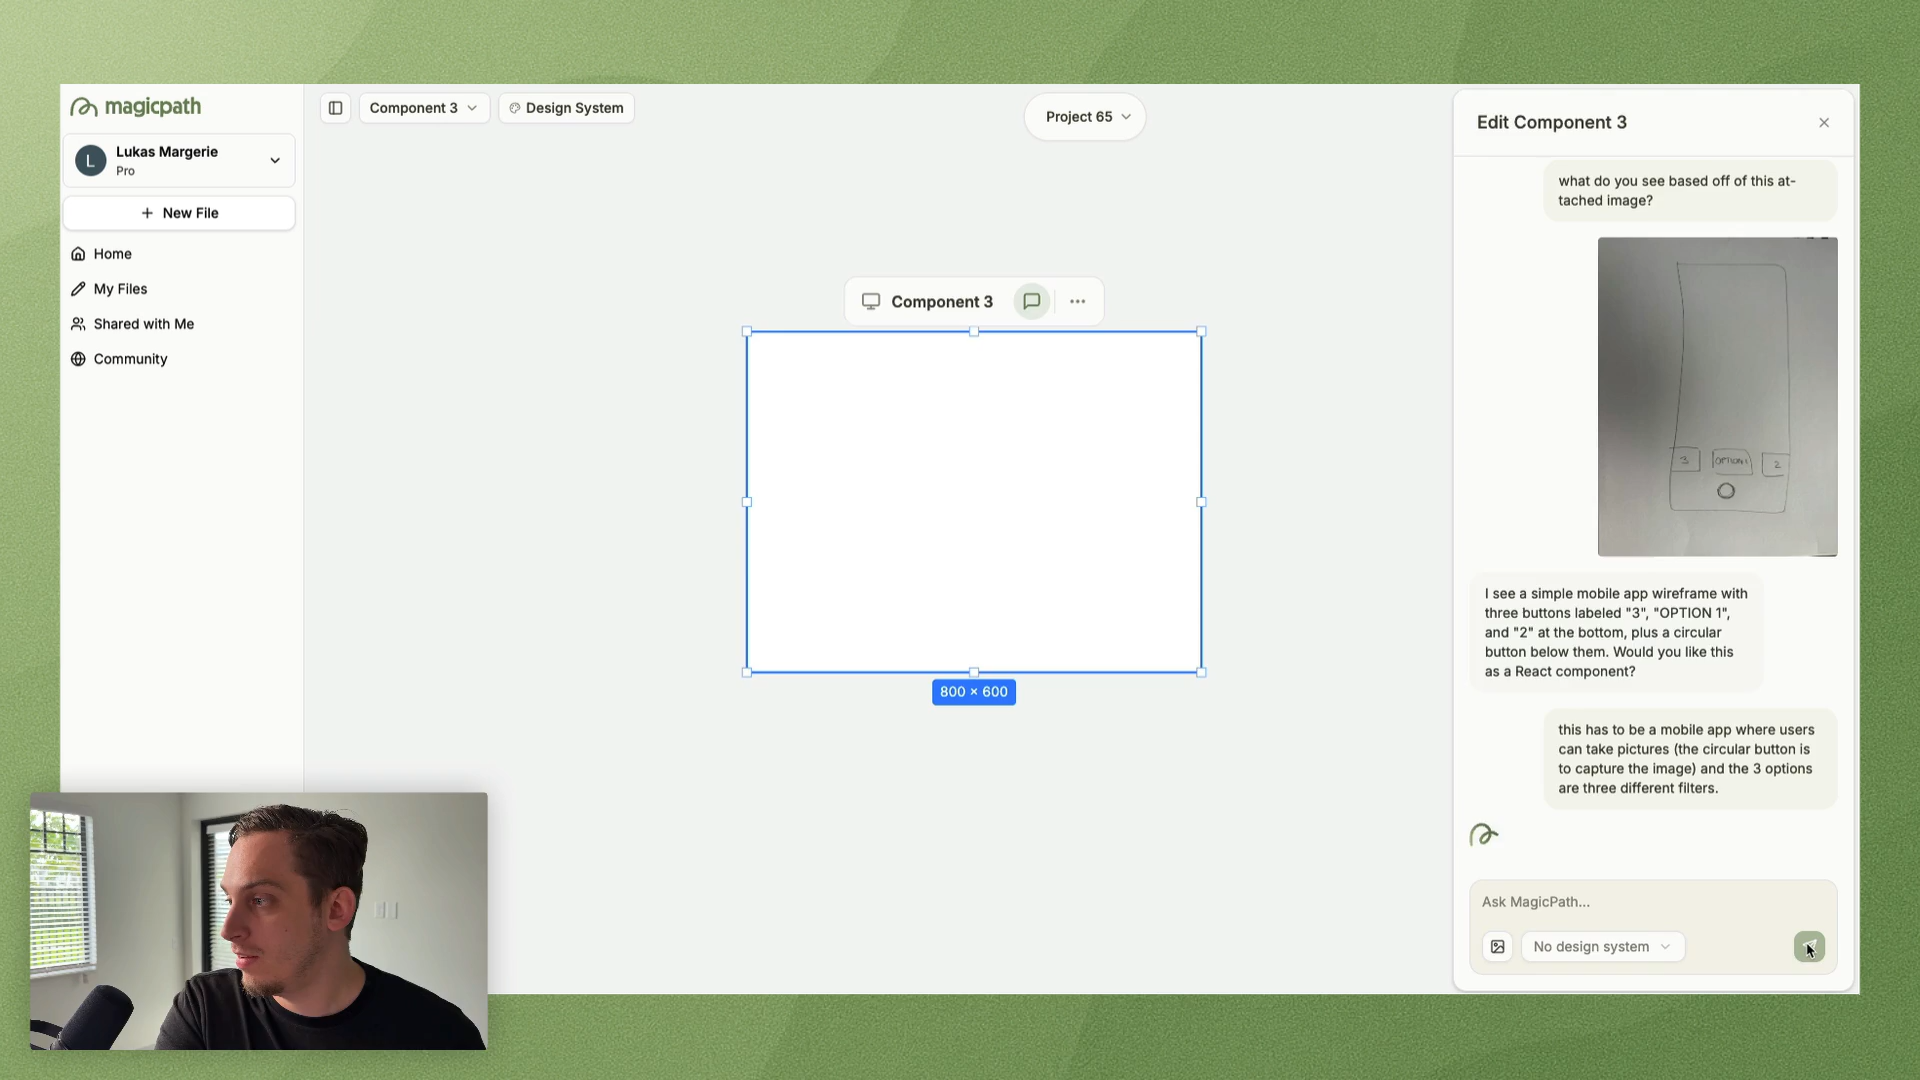 magicpath
L
Lukas Margerie
Pro
New File
Home
My Files
Shared with Me
Community
Component 3
Design System
Project 65
Component 3
800 × 600
Edit Component 3
what do you see based off of this at-
tached image?
3
OPTION 1
2
I see a simple mobile app wireframe with
three buttons labeled "3", "OPTION 1",
and "2" at the bottom, plus a circular
button below them. Would you like this
as a React component?
this has to be a mobile app where users
can take pictures (the circular button is
to capture the image) and the 3 options
are three different filters.
Ask MagicPath...
No design system